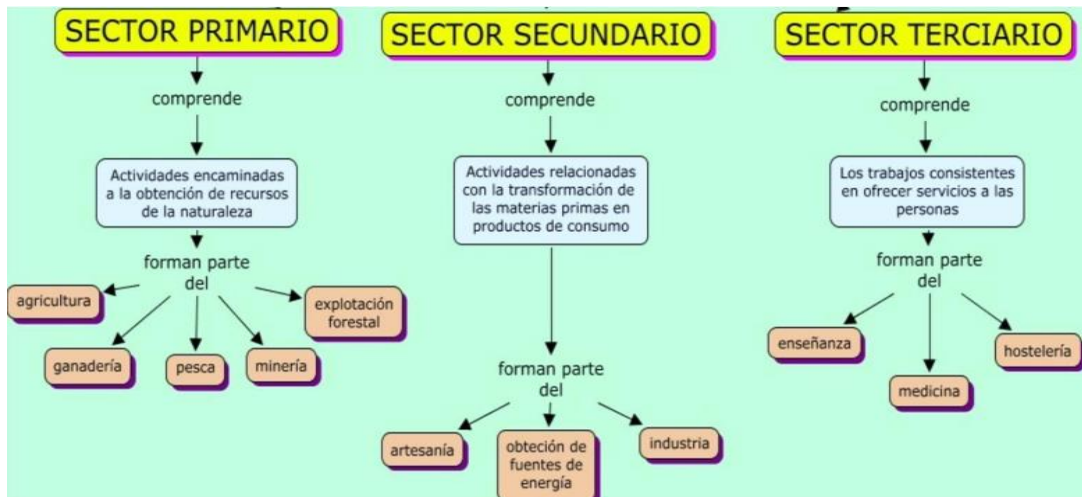 SECTOR PRIMARIO
comprende
Actividades encaminadas
a la obtención de recursos
de la naturaleza
forman parte
del
agricultura
ganadería
pesca
minería
explotación
forestal
SECTOR SECUNDARIO
comprende
Actividades relacionadas
con la transformación de
las materias primas en
productos de consumo
forman parte
del
artesanía
obteción de
fuentes de
energía
industria
SECTOR TERCIARIO
comprende
Los trabajos consistentes
en ofrecer servicios a las
personas
forman parte
del
enseñanza
medicina
hostelería